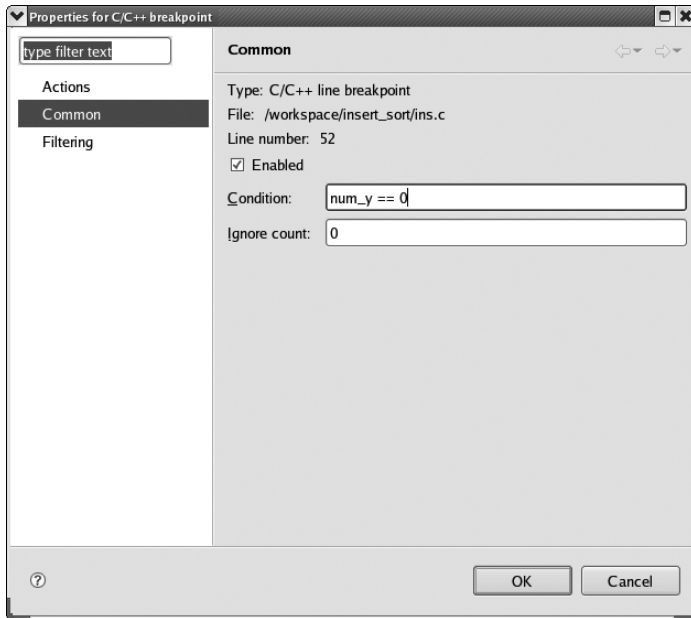 Properties for C/C++ breakpoint
type filter text
Actions
Common
Filtering
Common
Type: C/C++ line breakpoint
File: /workspace/insert_sort/ins.c
Line number: 52
Enabled
Condition: num_y == 0
Ignore count: 0
?
OK Cancel